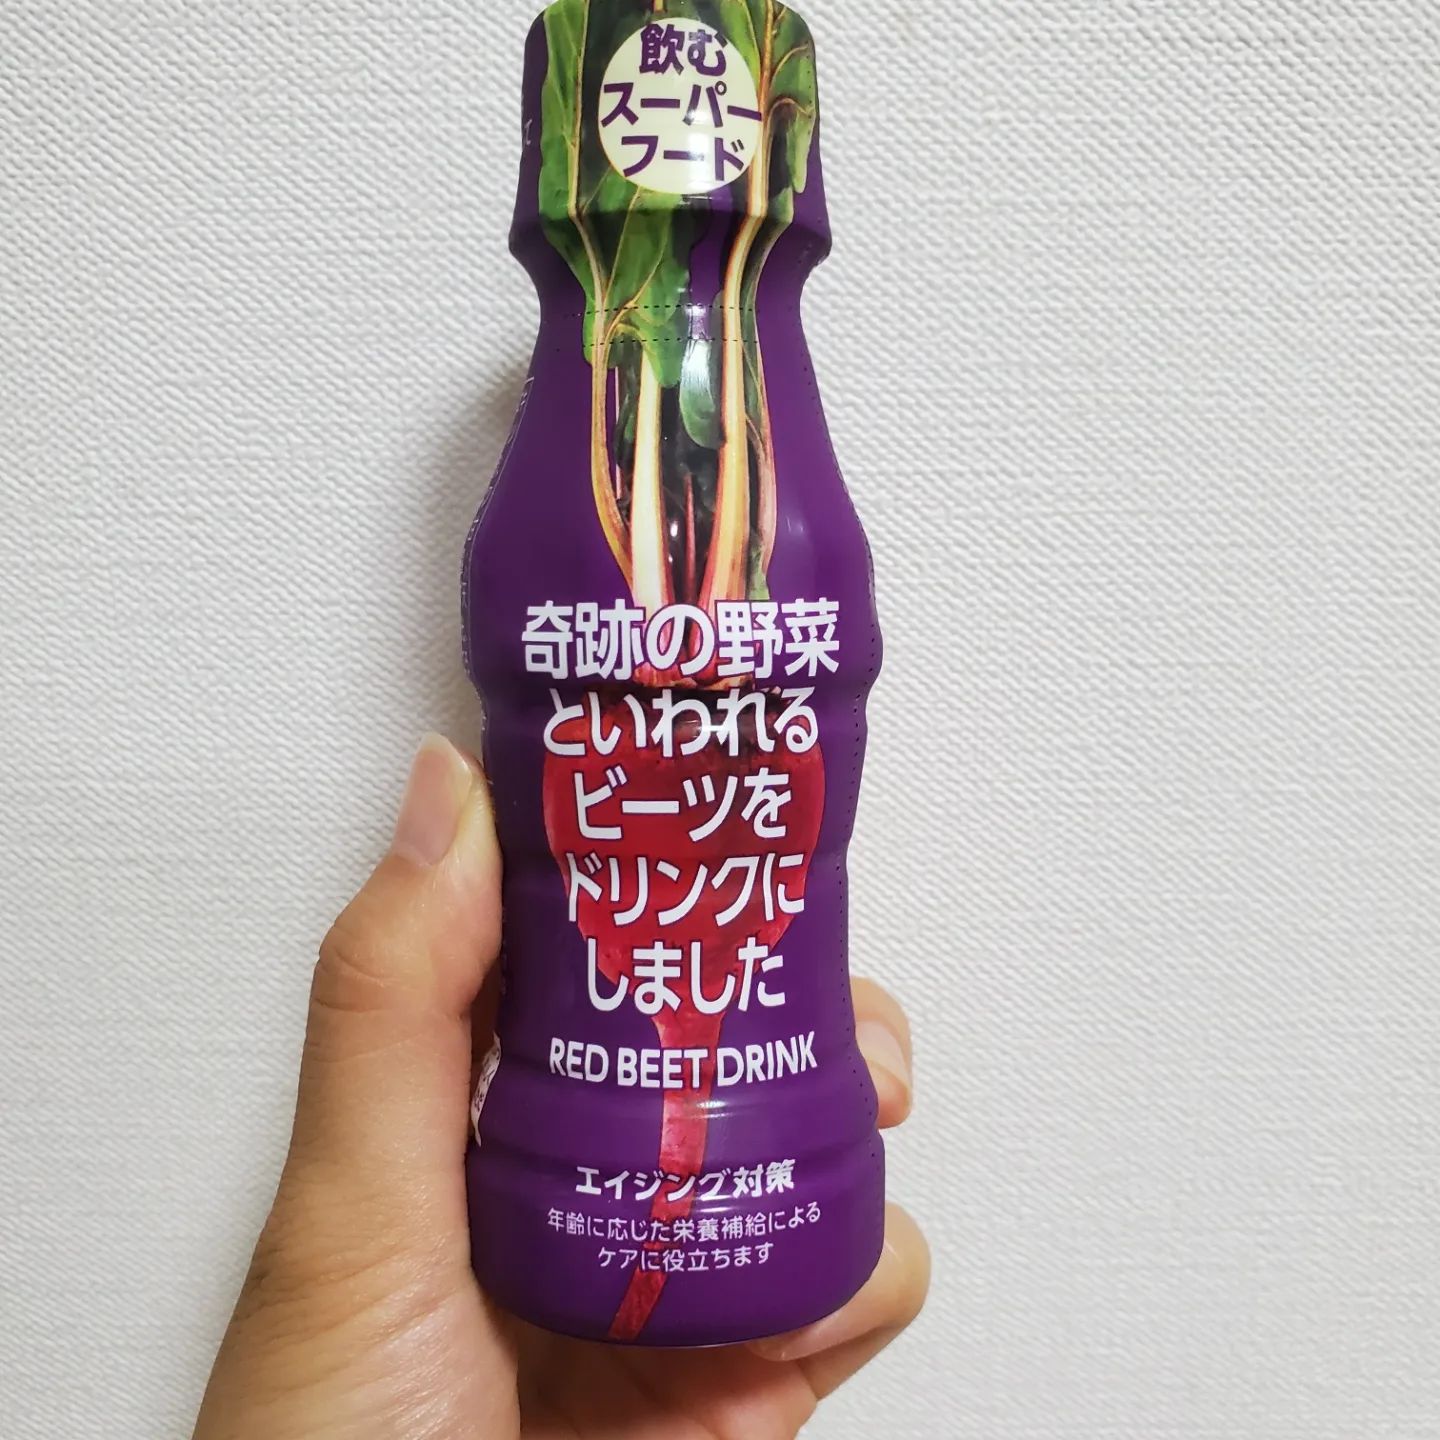 飲む
スーパー
フード
奇跡の野菜
といわれる
ビーツを
ドリンクに
しました
RED BEET DRINK
エイジング対策
年齢に応じた栄養補給による
ケアに役立ちます